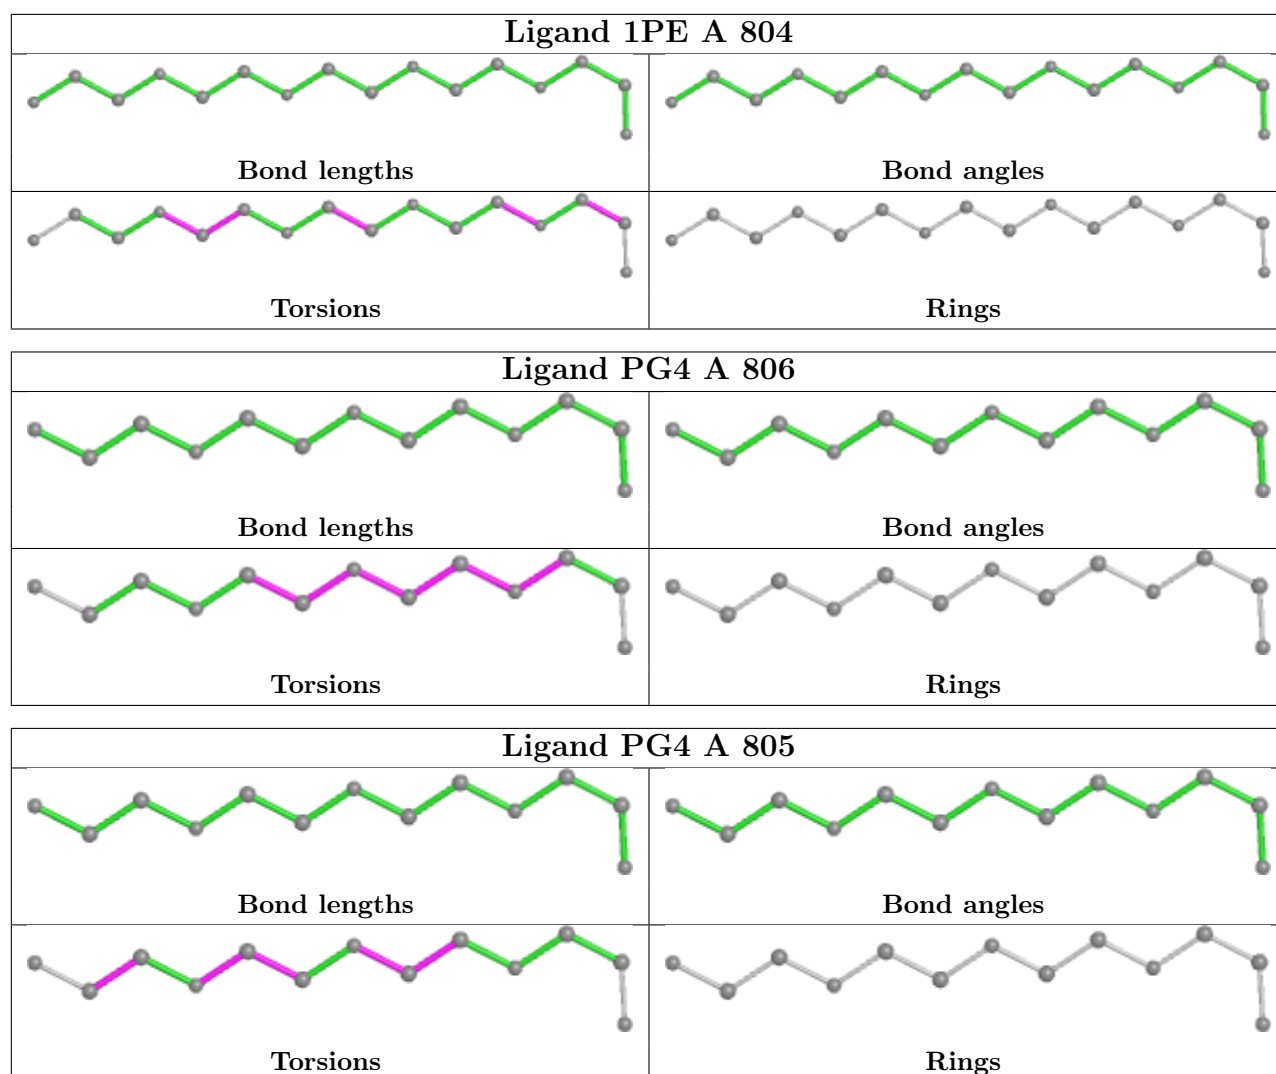 Ligand 1PE A 804
Bond lengths
Bond angles
Torsions
Rings
Ligand PG4 A 806
Bond lengths
Bond angles
Torsions
Rings
Ligand PG4 A 805
Bond lengths
Bond angles
Torsions
Rings